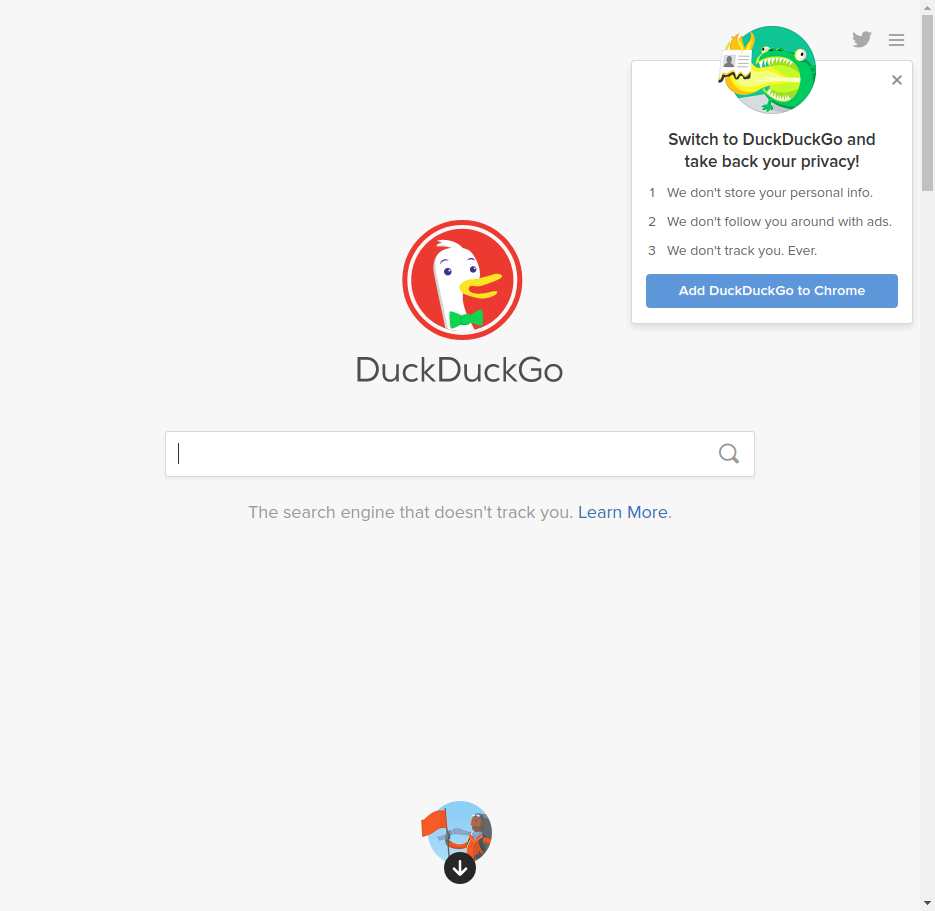 Switch to DuckDuckGo and
take back your privacy!
1 We don't store your personal info.
2 We don't follow you around with ads.
3 We don't track you. Ever.
Add DuckDuckGo to Chrome
DuckDuckGo
The search engine that doesn't track you. Learn More.